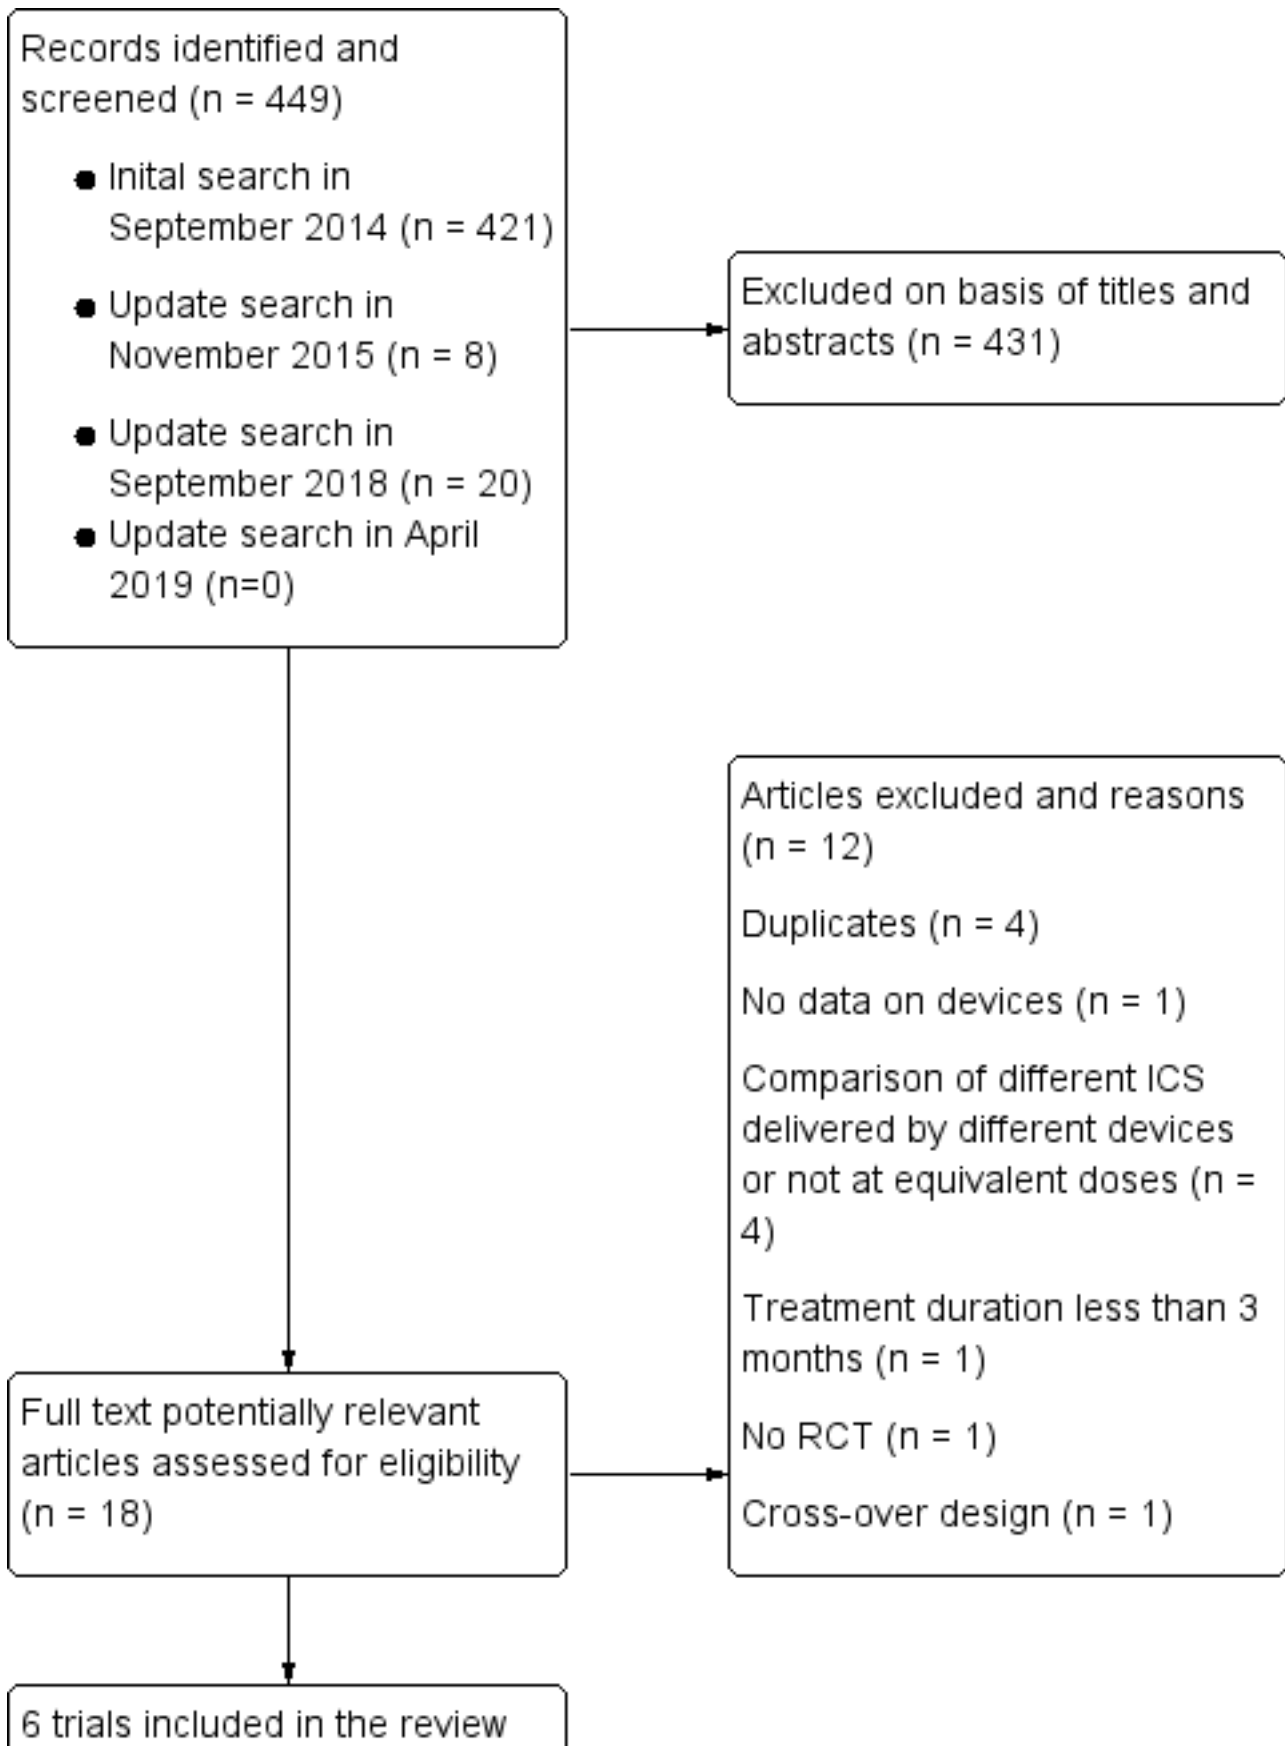 Records identified and
screened (n = 449)
● Inital search in
September 2014 (n = 421)
● Update search in
November 2015 (n = 8)
● Update search in
September 2018 (n = 20)
● Update search in April
2019 (n=0)
Excluded on basis of titles and
abstracts (n = 431)
Articles excluded and reasons
(n = 12)
Duplicates (n = 4)
No data on devices (n = 1)
Comparison of different ICS
delivered by different devices
or not at equivalent doses (n =
4)
Treatment duration less than 3
months (n = 1)
No RCT (n = 1)
Cross-over design (n = 1)
Full text potentially relevant
articles assessed for eligibility
(n = 18)
6 trials included in the review